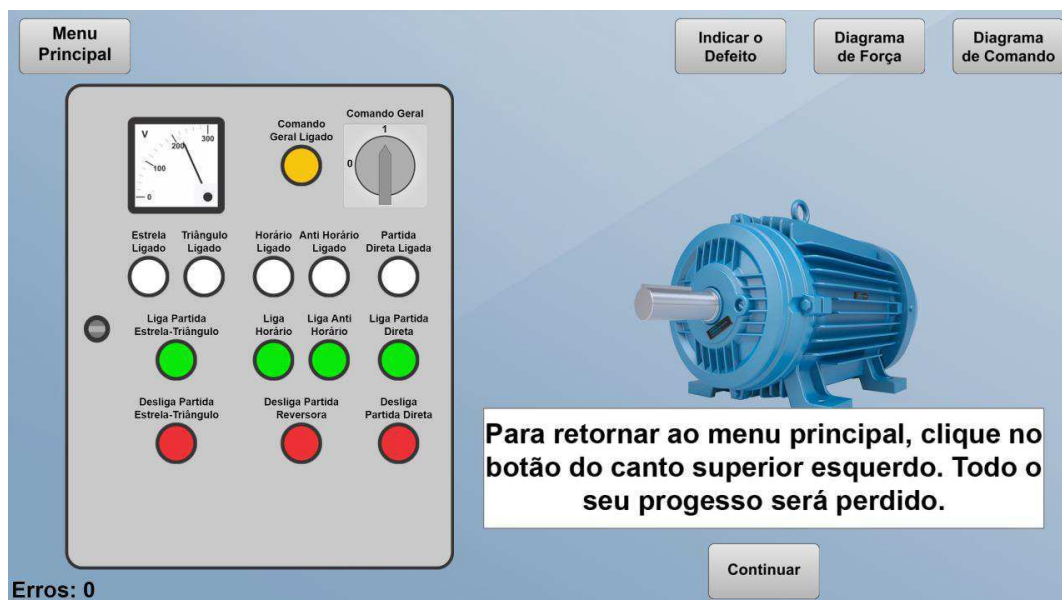 Menu
Principal
Indicar o
Defeito
Diagrama
de Força
Diagrama
de Comando
V
0
100
200
300
Comando
Geral Ligado
Comando Geral
1
0
Estrela
Ligado
Triângulo
Ligado
Horário
Ligado
Anti Horário
Ligado
Partida
Direta Ligada
Liga Partida
Estrela-Triângulo
Liga
Horário
Liga Anti
Horário
Liga Partida
Direta
Desliga Partida
Estrela-Triângulo
Desliga Partida
Reversora
Desliga
Partida Direta
Para retornar ao menu principal, clique no
botão do canto superior esquerdo. Todo o
seu progesso será perdido.
Continuar
Erros: 0